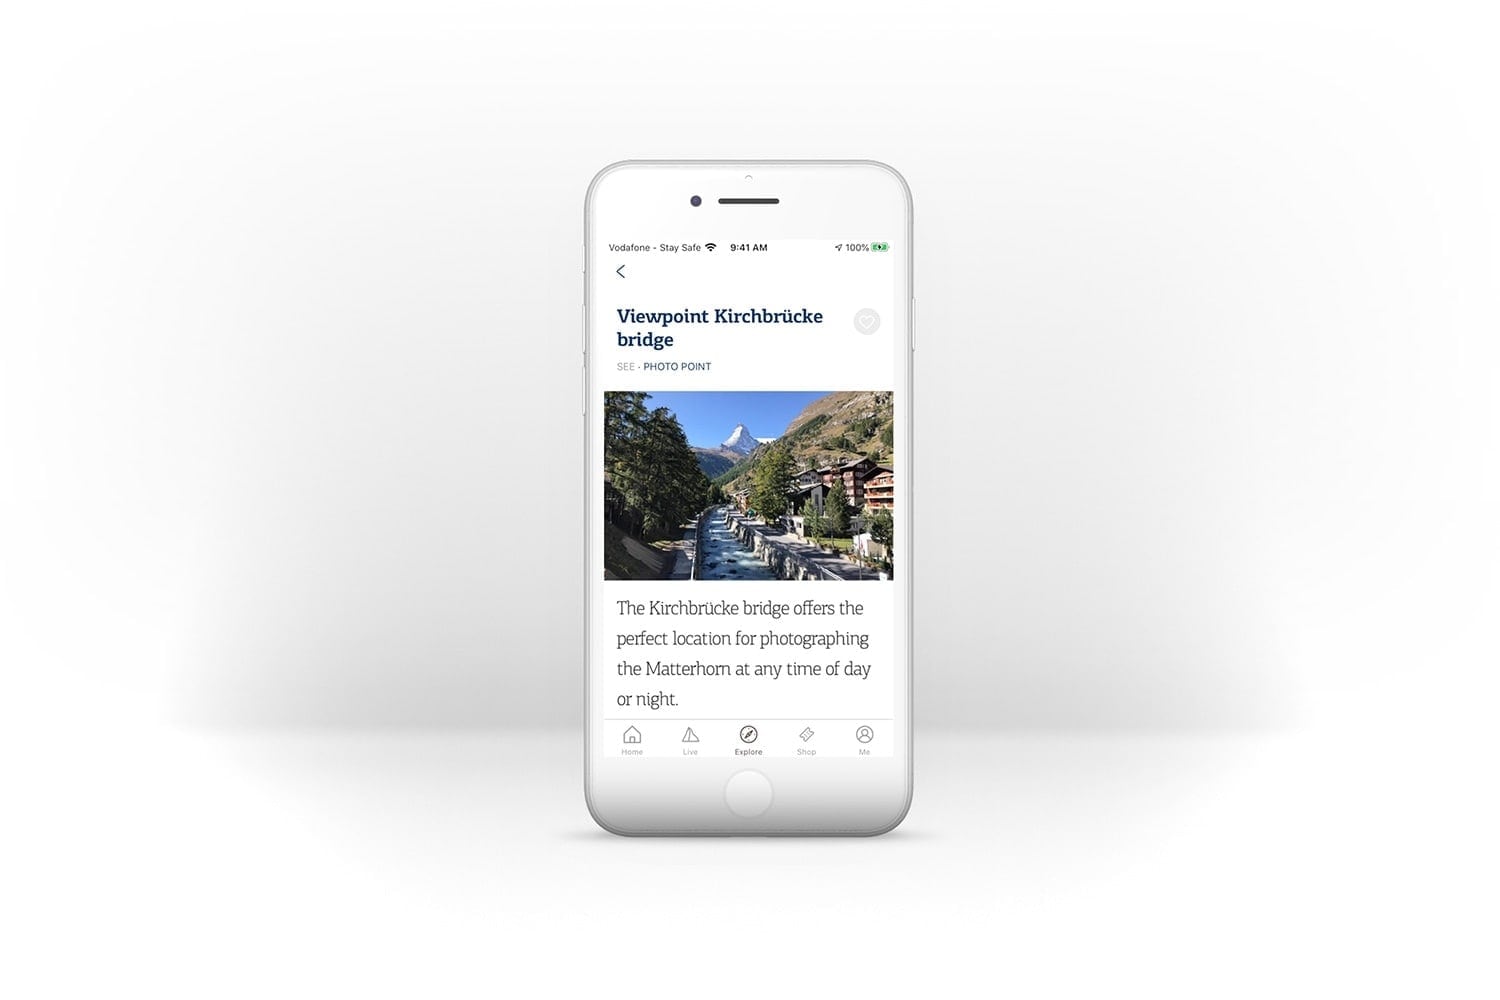 Vodafone - Stay Safe 9:41 AM 100%
Viewpoint Kirchbrücke
bridge
SEE · PHOTO POINT
The Kirchbrücke bridge offers the
perfect location for photographing
the Matterhorn at any time of day
or night.
Home Live Explore Shop Me